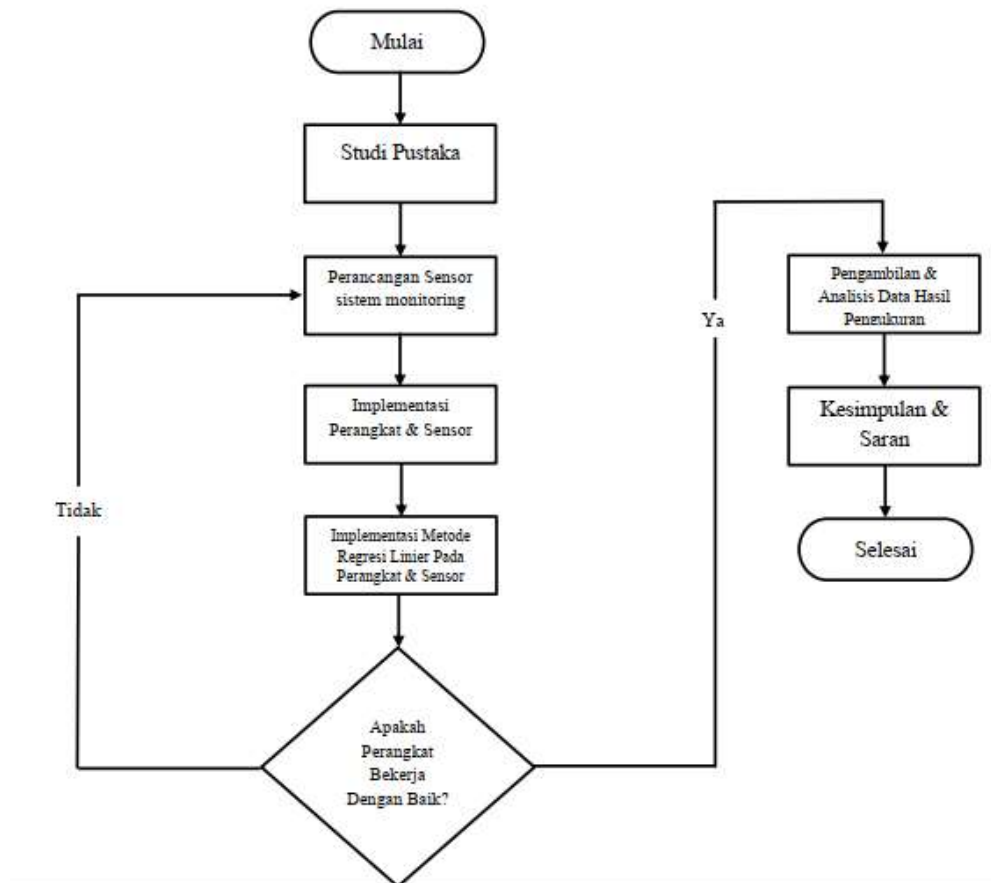 Mulai
Studi Pustaka
Perancangan Sensor
sistem monitoring
Implementasi
Perangkat & Sensor
Implementasi Metode
Regresi Linier Pada
Perangkat & Sensor
Apakah
Perangkat
Bekerja
Dengan Baik?
Tidak
Ya
Pengambilan &
Analisis Data Hasil
Pengukuran
Kesimpulan &
Saran
Selesai